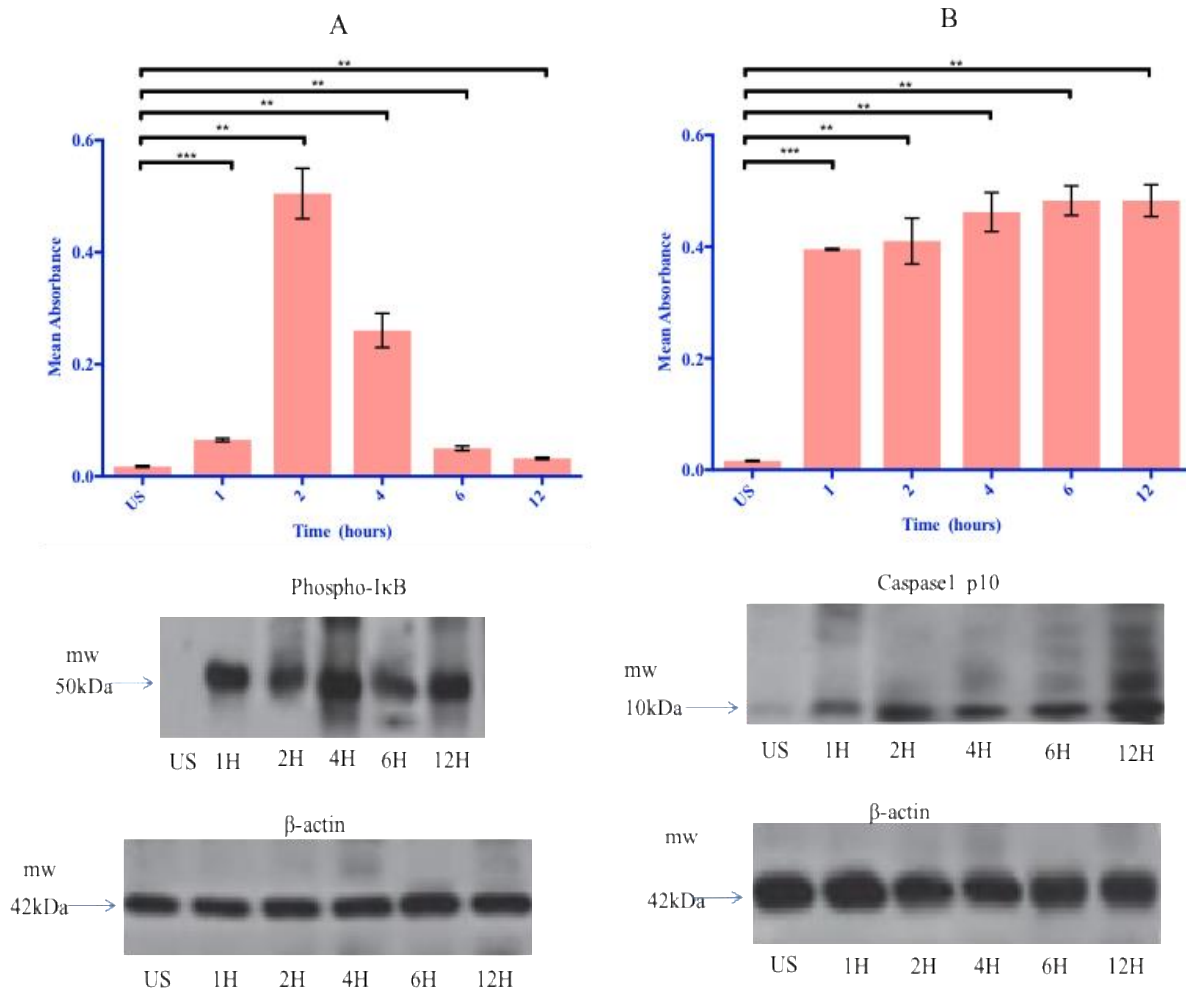 A
**
**
**
**
***
0.6
0.4
0.2
0.0
Mean Absorbance
US
1
2
4
6
12
Time (hours)
Phospho-IκB
mw
50kDa
US 1H 2H 4H 6H 12H
β-actin
mw
42kDa
US 1H 2H 4H 6H 12H
B
**
**
**
**
***
0.6
0.4
0.2
0.0
Mean Absorbance
US
1
2
4
6
12
Time (hours)
Caspase1 p10
mw
10kDa
US 1H 2H 4H 6H 12H
β-actin
mw
42kDa
US 1H 2H 4H 6H 12H